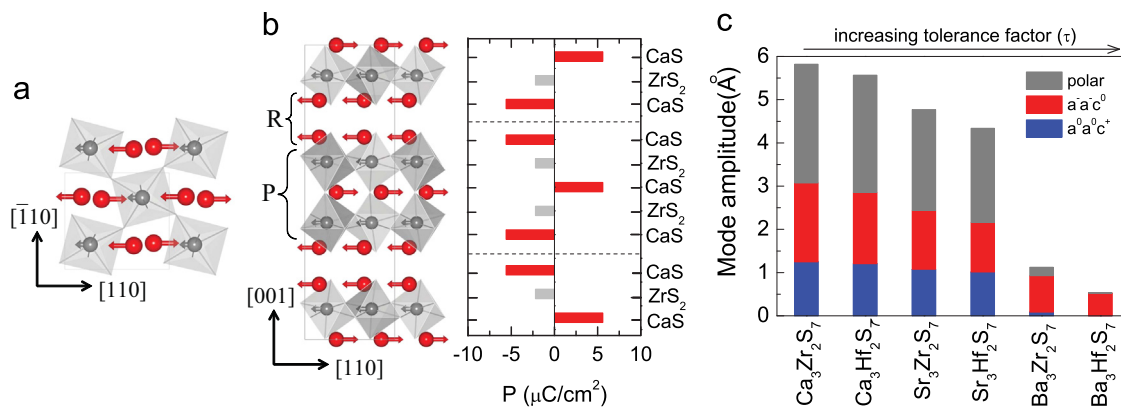 a
[1̅10]
[110]
b
R
P
[001]
[110]
CaS
ZrS₂
CaS
CaS
ZrS₂
CaS
ZrS₂
CaS
CaS
ZrS₂
CaS
-10 -5 0 5 10
P (μC/cm²)
c
increasing tolerance factor (τ)
Mode amplitude(Å)
6
5
4
3
2
1
0
polar
a⁻a⁻c⁰
a⁰a⁰c⁺
Ca₃Zr₂S₇
Ca₃Hf₂S₇
Sr₃Zr₂S₇
Sr₃Hf₂S₇
Ba₃Zr₂S₇
Ba₃Hf₂S₇